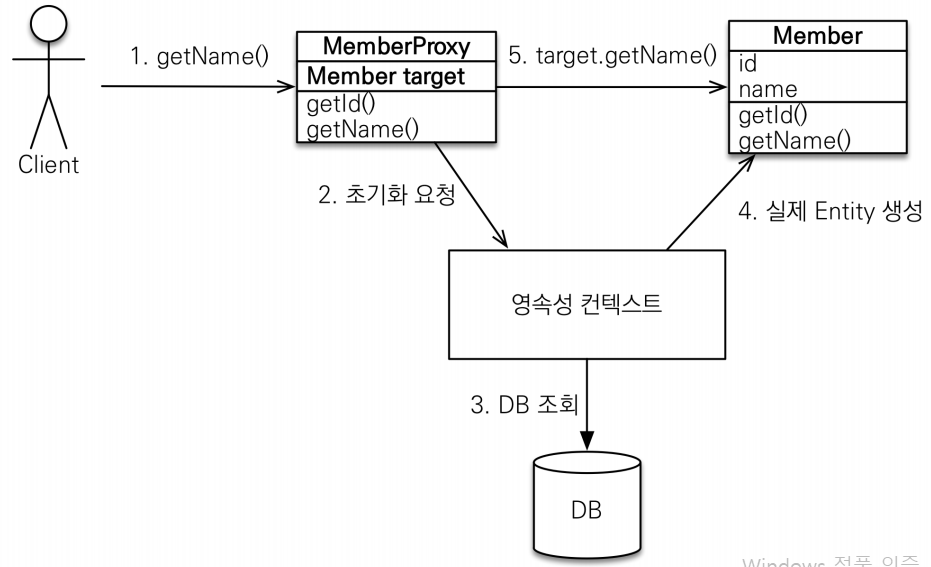 1. getName()
MemberProxy
Member target
getId()
getName()
5. target.getName()
Member
id
name
getId()
getName()
Client
2. 초기화 요청
4. 실제 Entity 생성
영속성 컨텍스트
3. DB 조회
DB
Windows 정품 인증